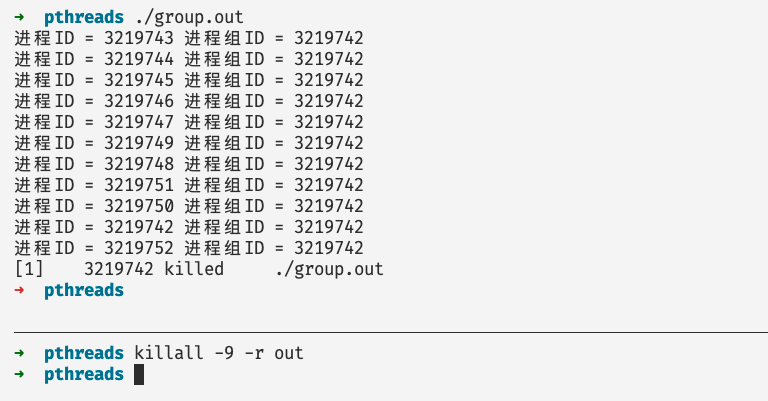 → pthreads ./group.out
进程ID = 3219743 进程组ID = 3219742
进程ID = 3219744 进程组ID = 3219742
进程ID = 3219745 进程组ID = 3219742
进程ID = 3219746 进程组ID = 3219742
进程ID = 3219747 进程组ID = 3219742
进程ID = 3219749 进程组ID = 3219742
进程ID = 3219748 进程组ID = 3219742
进程ID = 3219751 进程组ID = 3219742
进程ID = 3219750 进程组ID = 3219742
进程ID = 3219742 进程组ID = 3219742
进程ID = 3219752 进程组ID = 3219742
[1]    3219742 killed     ./group.out
→ pthreads
→ pthreads killall -9 -r out
→ pthreads